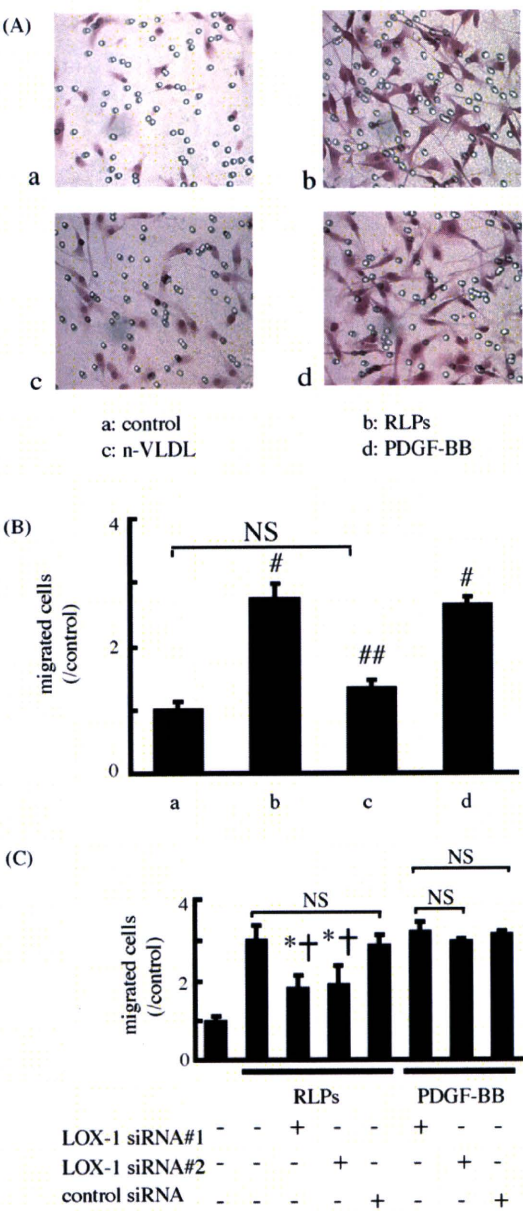 (A)
a
b
c
d
a: control
b: RLPs
c: n-VLDL
d: PDGF-BB
(B)
migrated cells
(/control)
4
2
0
NS
#
##
#
a
b
c
d
(C)
migrated cells
(/control)
4
2
0
NS
*† *†
NS
NS
RLPs
PDGF-BB
LOX-1 siRNA#1 - - + - - + - -
LOX-1 siRNA#2 - - - + - - + -
control siRNA - - - - + - - +